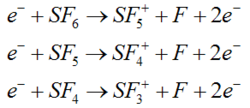 e⁻ + SF₆ → SF₅⁺ + F + 2e⁻
e⁻ + SF₅ → SF₄⁺ + F + 2e⁻
e⁻ + SF₄ → SF₃⁺ + F + 2e⁻